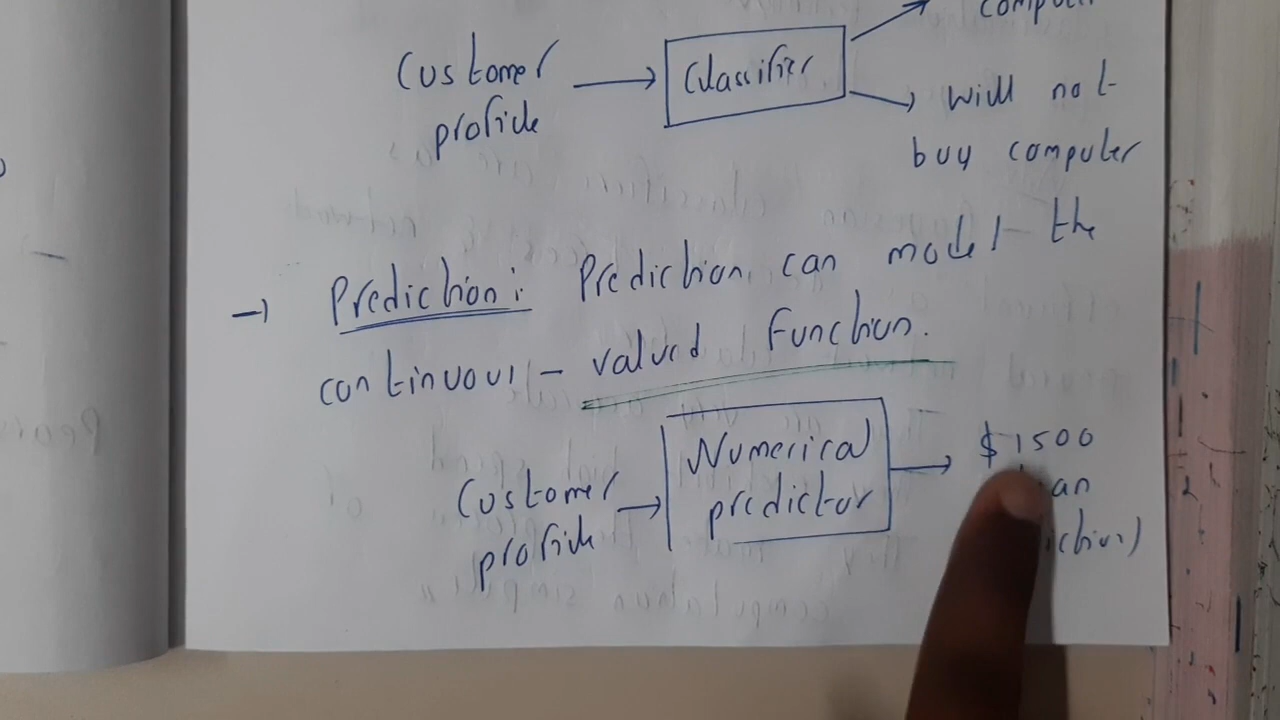 computer
Customer → Classifier → will not
profile buy computer
→ Prediction: Prediction can model the
continuous - valued function.
Customer → Numerical → $1500
profile predictor